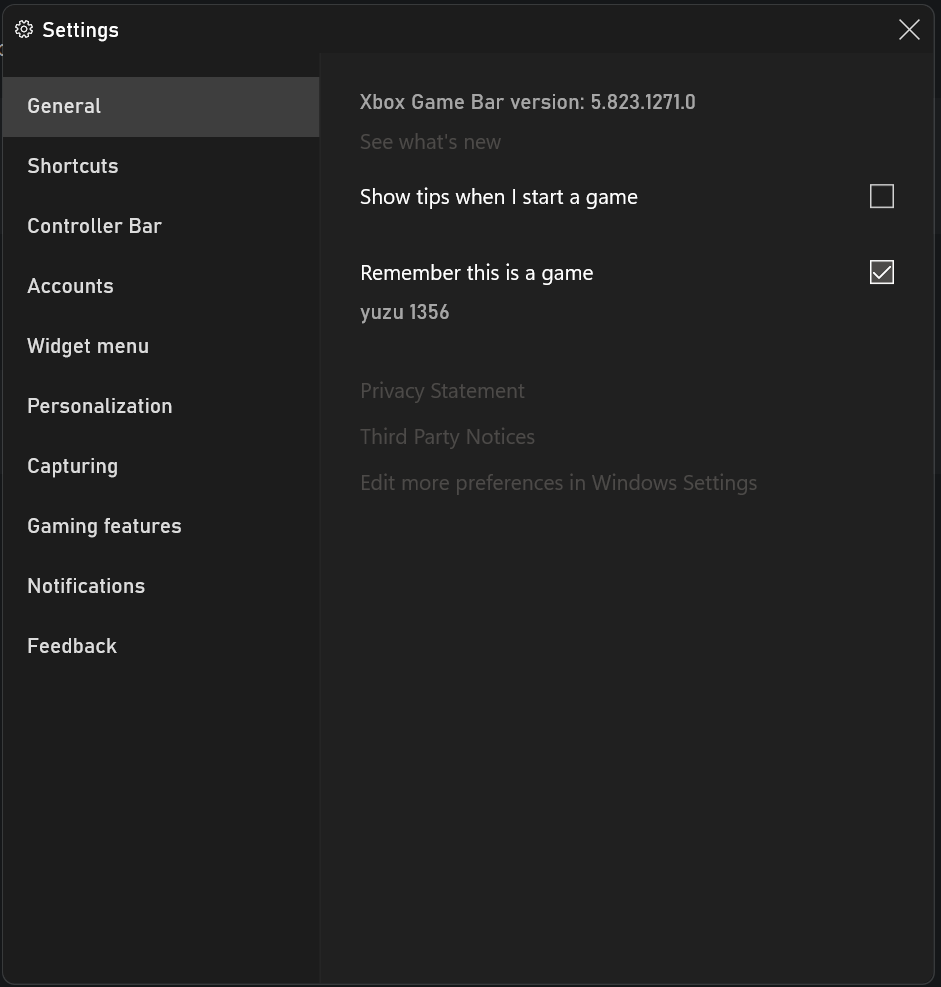 Settings
General
Shortcuts
Controller Bar
Accounts
Widget menu
Personalization
Capturing
Gaming features
Notifications
Feedback
Xbox Game Bar version: 5.823.1271.0
See what's new
Show tips when I start a game
Remember this is a game
yuzu 1356
Privacy Statement
Third Party Notices
Edit more preferences in Windows Settings